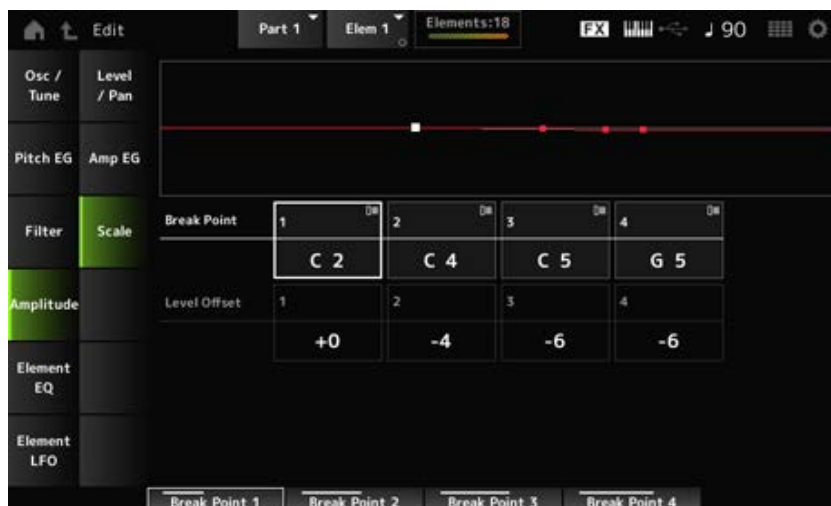 Edit
Part 1
Elem 1
Elements:18
FX
♩ 90
Osc / Tune
Level / Pan
Pitch EG
Amp EG
Filter
Scale
Amplitude
Element EQ
Element LFO
Break Point 1 2 3 4
C 2 C 4 C 5 G 5
Level Offset 1 2 3 4
+0 -4 -6 -6
Break Point 1 Break Point 2 Break Point 3 Break Point 4